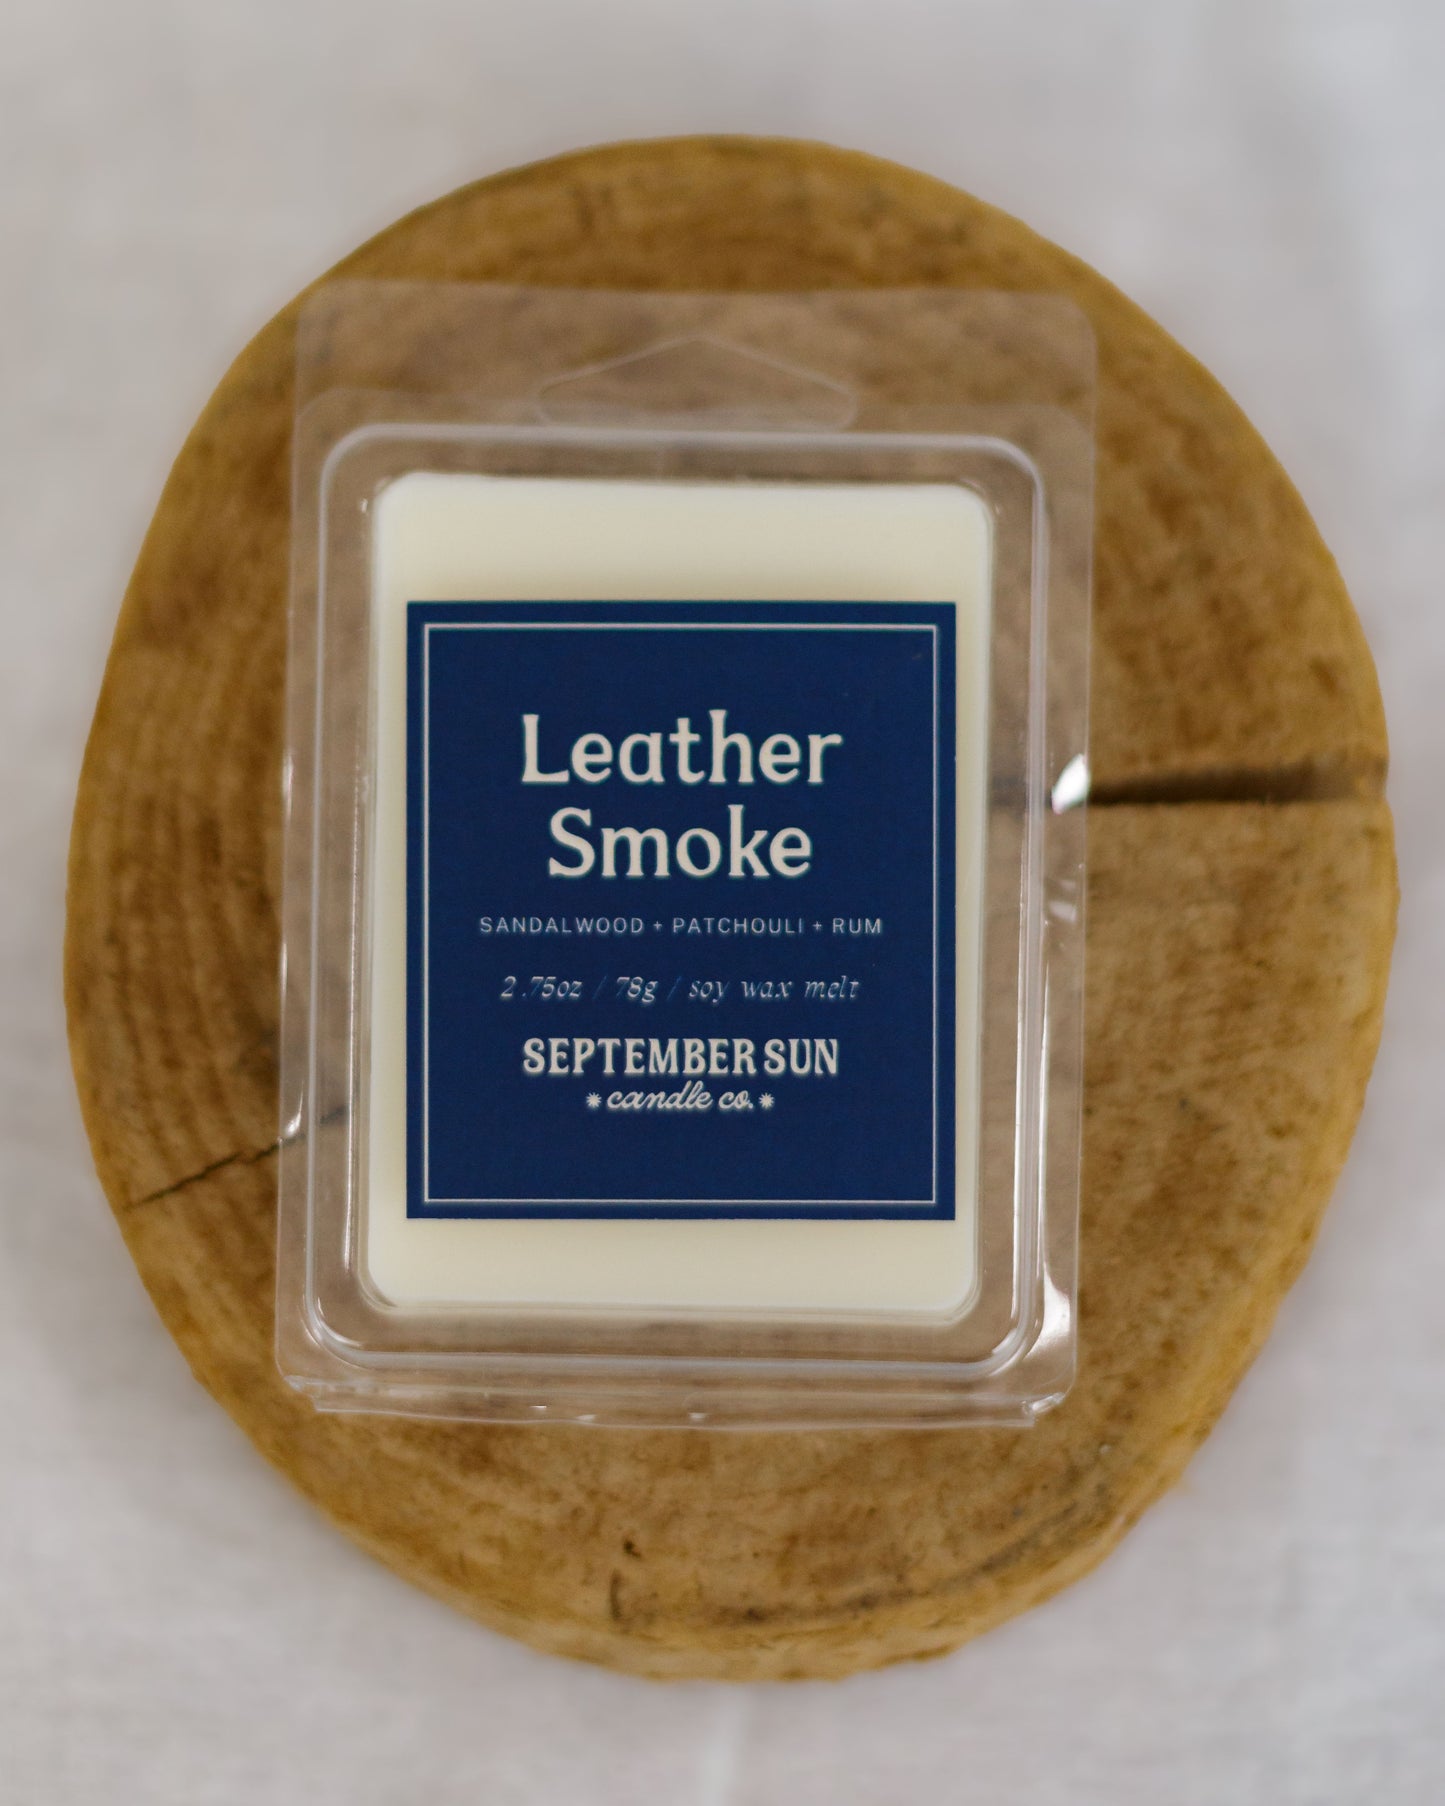 Leather
Smoke
SANDALWOOD + PATCHOULI + RUM
2.75oz / 78g / soy wax melt
SEPTEMBER SUN
candle co.